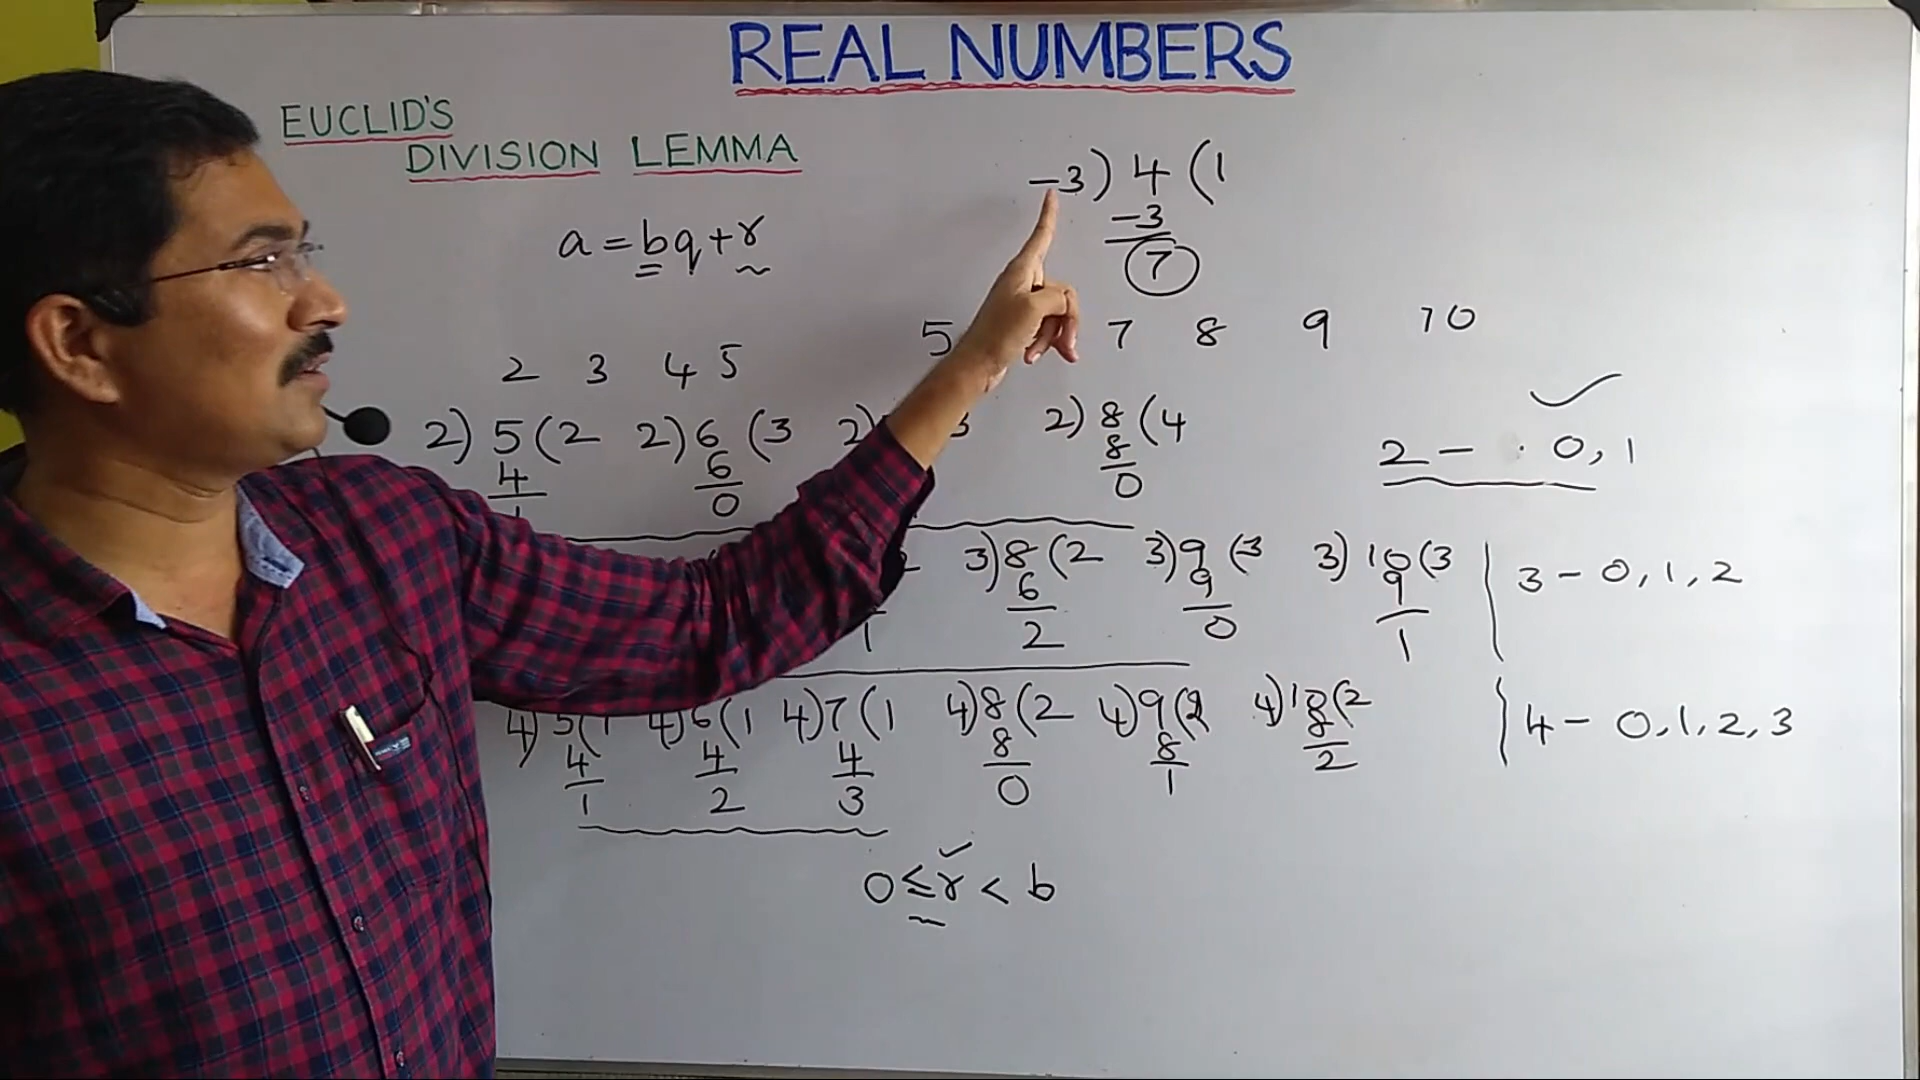 REAL NUMBERS
EUCLID'S
DIVISION LEMMA
a = bq + r
-3) 4 (1
-3
7
5 7 8 9 10
2 3 4 5
2) 5 (2 2) 6 (3 2) 3 2) 8 (4
4 6 8
0 0
2 - 0, 1
3) 8 (2 3) 9 (3 3) 10 (3
6 9 9
1 2 0 1
3 - 0, 1, 2
4) 5 (1 4) 6 (1 4) 7 (1 4) 8 (2 4) 9 (2 4) 10 (2
4 4 4 8 8 8
1 2 3 0 1 2
4 - 0, 1, 2, 3
0 ≤ r < b